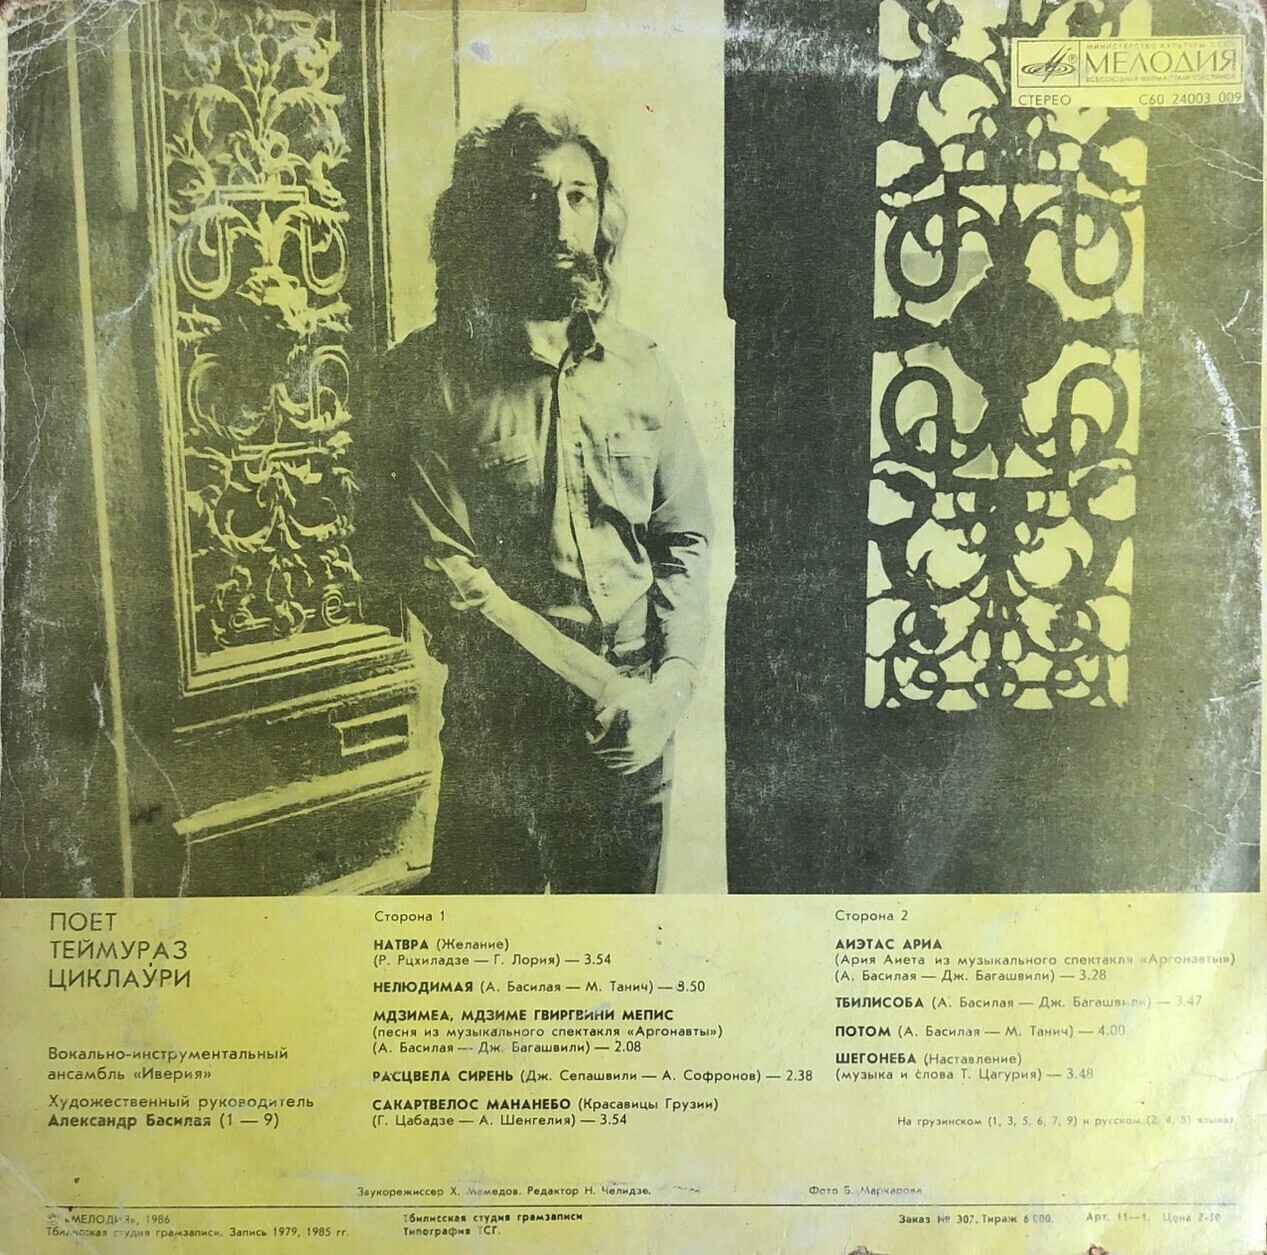 МИНИСТЕРСТВО КУЛЬТУРЫ СССР
МЕЛОДИЯ
ВСЕСОЮЗНАЯ ФИРМА ГРАМПЛАСТИНОК
СТЕРЕО С60 24003 009
ПОЕТ
ТЕЙМУРАЗ
ЦИКЛАУРИ
Вокально-инструментальный
ансамбль «Иверия»
Художественный руководитель
Александр Басилая (1 — 9)
Сторона 1
НАТВРА (Желание)
(Р. Рцхиладзе — Г. Лория) — 3.54
НЕЛЮДИМАЯ (А. Басилая — М. Танич) — 3.50
МДЗИМЕА, МДЗИМЕ ГВИРГВИНИ МЕПИС
(песня из музыкального спектакля «Аргонавты»)
(А. Басилая — Дж. Багашвили) — 2.08
РАСЦВЕЛА СИРЕНЬ (Дж. Сепашвили — А. Софронов) — 2.38
САКАРТВЕЛОС МАНАНЕБО (Красавицы Грузии)
(Г. Цабадзе — А. Шенгелия) — 3.54
Сторона 2
АИЭТАС АРИА
(Ария Аиета из музыкального спектакля «Аргонавты»)
(А. Басилая — Дж. Багашвили) — 3.28
ТБИЛИСОБА (А. Басилая — Дж. Багашвили) — 3.47
ПОТОМ (А. Басилая — М. Танич) — 4.00
ШЕГОНЕБА (Наставление)
(музыка и слова Т. Цагурия) — 3.48
На грузинском (1, 3, 5, 6, 7, 9) и русском (2, 4, 8) языках
Звукорежиссер Х. Мамедов. Редактор Н. Челидзе.
Фото Б. Маркарова
© «МЕЛОДИЯ», 1986
Тбилисская студия грамзаписи. Запись 1979, 1985 гг.
Тбилисская студия грамзаписи
Типография ТСГ.
Заказ № 307. Тираж 6 000. Арт. 11—1. Цена 2-50